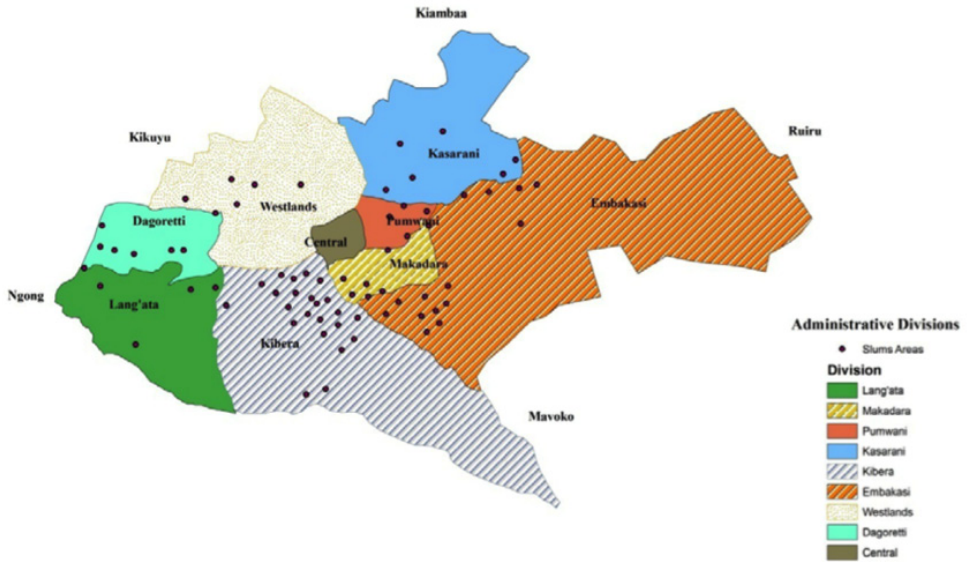 Kiambaa
Kikuyu
Ruiru
Kasarani
Westlands
Embakasi
Dagoretti
Pumwani
Central
Makadara
Ngong
Lang'ata
Kibera
Mavoko
Administrative Divisions
Slums Areas
Division
Lang'ata
Makadara
Pumwani
Kasarani
Kibera
Embakasi
Westlands
Dagoretti
Central